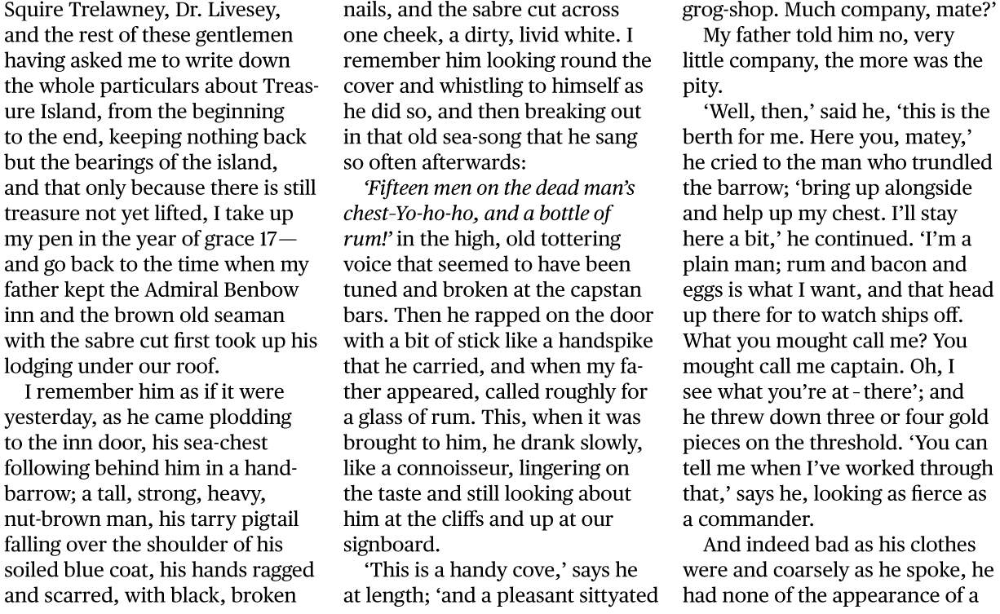 Squire Trelawney, Dr. Livesey,
and the rest of these gentlemen
having asked me to write down
the whole particulars about Treas-
ure Island, from the beginning
to the end, keeping nothing back
but the bearings of the island,
and that only because there is still
treasure not yet lifted, I take up
my pen in the year of grace 17—
and go back to the time when my
father kept the Admiral Benbow
inn and the brown old seaman
with the sabre cut first took up his
lodging under our roof.
I remember him as if it were
yesterday, as he came plodding
to the inn door, his sea-chest
following behind him in a hand-
barrow; a tall, strong, heavy,
nut-brown man, his tarry pigtail
falling over the shoulder of his
soiled blue coat, his hands ragged
and scarred, with black, broken
nails, and the sabre cut across
one cheek, a dirty, livid white. I
remember him looking round the
cover and whistling to himself as
he did so, and then breaking out
in that old sea-song that he sang
so often afterwards:
‘Fifteen men on the dead man’s
chest–Yo-ho-ho, and a bottle of
rum!’ in the high, old tottering
voice that seemed to have been
tuned and broken at the capstan
bars. Then he rapped on the door
with a bit of stick like a handspike
that he carried, and when my fa-
ther appeared, called roughly for
a glass of rum. This, when it was
brought to him, he drank slowly,
like a connoisseur, lingering on
the taste and still looking about
him at the cliffs and up at our
signboard.
‘This is a handy cove,’ says he
at length; ‘and a pleasant sittyated
grog-shop. Much company, mate?’
My father told him no, very
little company, the more was the
pity.
‘Well, then,’ said he, ‘this is the
berth for me. Here you, matey,’
he cried to the man who trundled
the barrow; ‘bring up alongside
and help up my chest. I’ll stay
here a bit,’ he continued. ‘I’m a
plain man; rum and bacon and
eggs is what I want, and that head
up there for to watch ships off.
What you mought call me? You
mought call me captain. Oh, I
see what you’re at – there’; and
he threw down three or four gold
pieces on the threshold. ‘You can
tell me when I’ve worked through
that,’ says he, looking as fierce as
a commander.
And indeed bad as his clothes
were and coarsely as he spoke, he
had none of the appearance of a